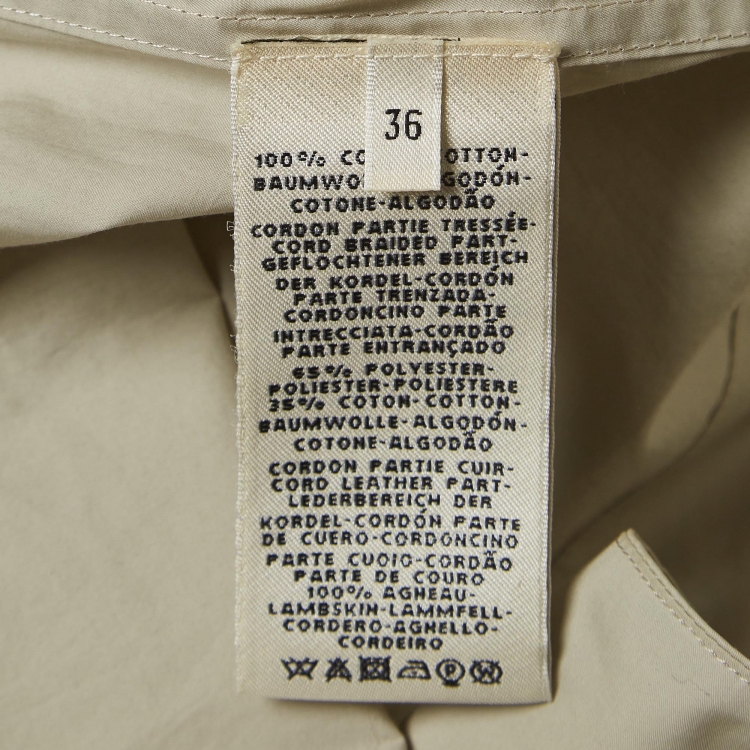 36
100% CO OTTON-
BAUMWO GODÓN-
COTONE-ALGODÃO
CORDON PARTIE TRESSÉE-
CORD BRAIDED PART-
GEFLOCHTENER BEREICH
DER KORDEL-CORDÓN
PARTE TRENZADA-
CORDONCINO PARTE
INTRECCIATA-CORDÃO
PARTE ENTRANÇADO
65% POLYESTER-
POLIESTER-POLIESTERE
35% COTON-COTTON-
BAUMWOLLE-ALGODÓN-
COTONE-ALGODÃO
CORDON PARTIE CUIR-
CORD LEATHER PART-
LEDERBEREICH DER
KORDEL-CORDÓN PARTE
DE CUERO-CORDONCINO
PARTE CUOIO-CORDÃO
PARTE DE COURO
100% AGNEAU-
LAMBSKIN-LAMMFELL-
CORDERO-AGNELLO-
CORDEIRO
P W